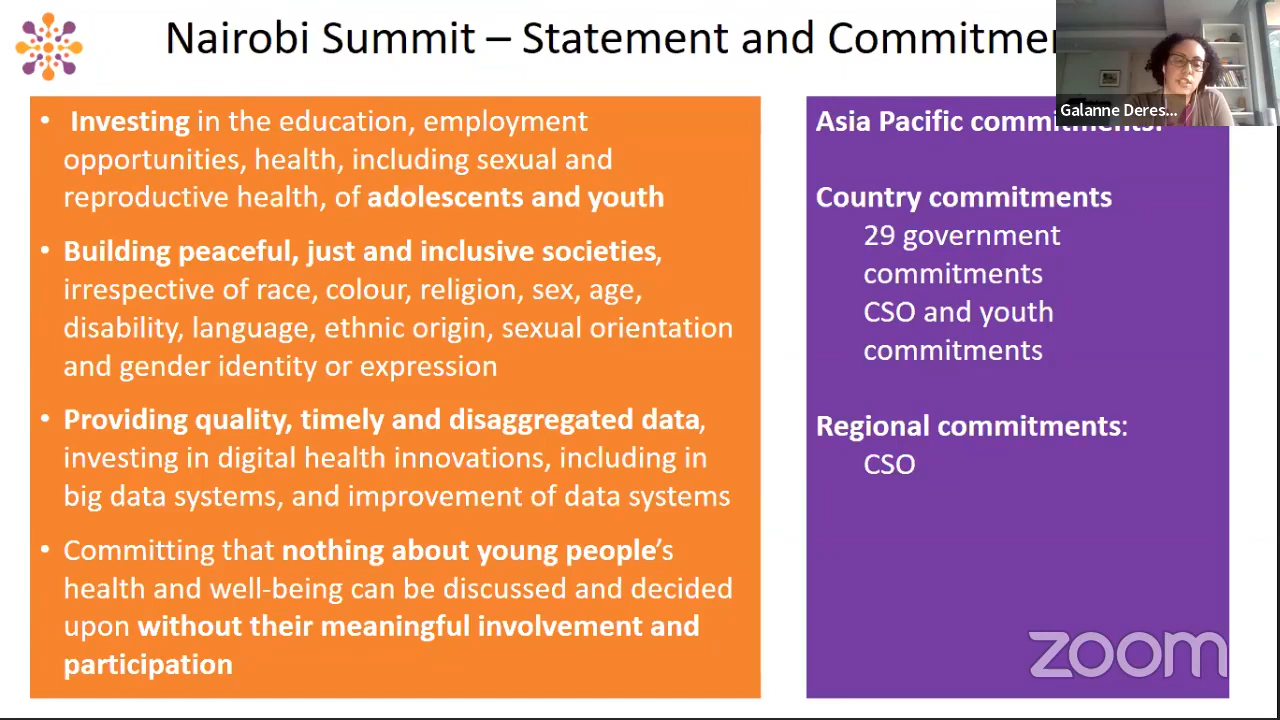 Nairobi Summit – Statement and Commitme
Galanne Deres...
• Investing in the education, employment
opportunities, health, including sexual and
reproductive health, of adolescents and youth
• Building peaceful, just and inclusive societies,
irrespective of race, colour, religion, sex, age,
disability, language, ethnic origin, sexual orientation
and gender identity or expression
• Providing quality, timely and disaggregated data,
investing in digital health innovations, including in
big data systems, and improvement of data systems
• Committing that nothing about young people's
health and well-being can be discussed and decided
upon without their meaningful involvement and
participation
Asia Pacific commitments:
Country commitments
29 government
commitments
CSO and youth
commitments
Regional commitments:
CSO
zoom